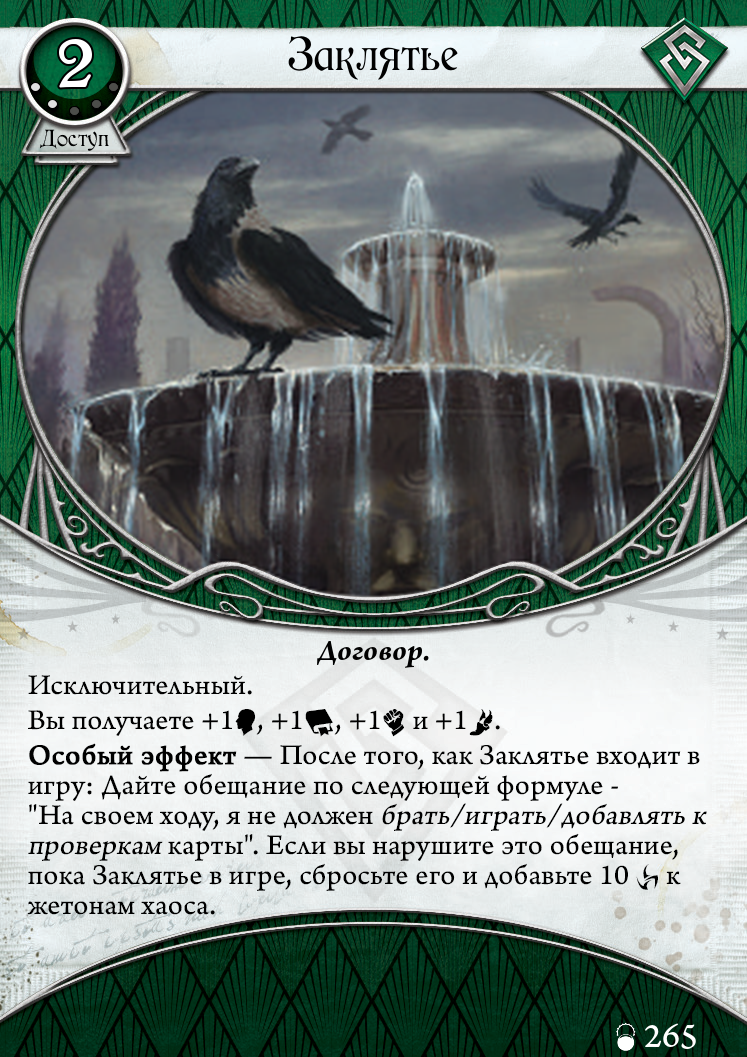 2
Заклятье
Доступ
Договор.
Исключительный.
Вы получаете +1, +1, +1 и +1.
Особый эффект — После того, как Заклятье входит в
игру: Дайте обещание по следующей формуле -
"На своем ходу, я не должен брать/играть/добавлять к
проверкам карты". Если вы нарушите это обещание,
пока Заклятье в игре, сбросьте его и добавьте 10 к
жетонам хаоса.
265